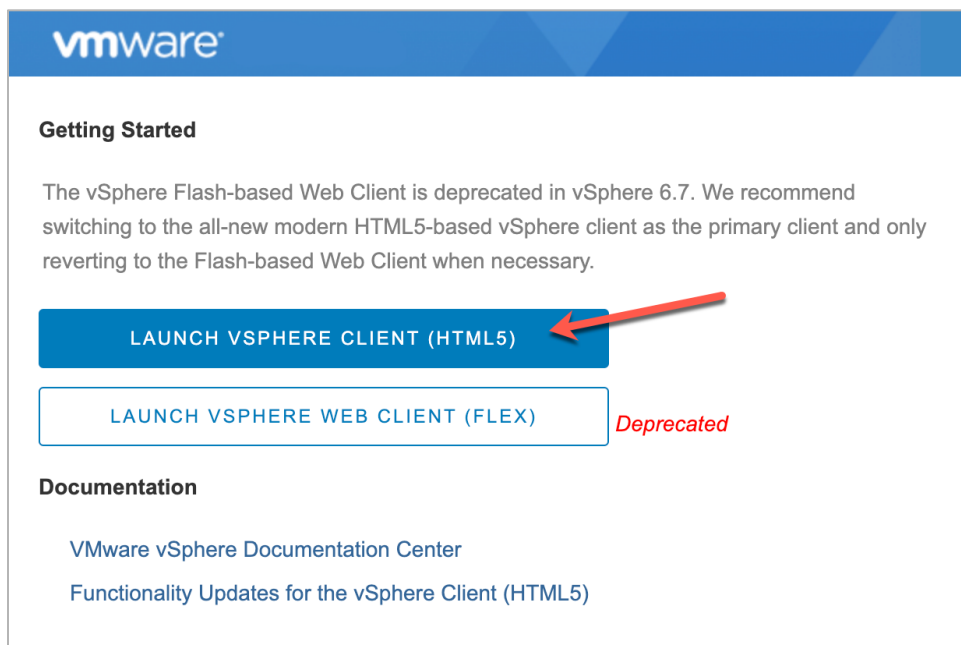 vmware
Getting Started
The vSphere Flash-based Web Client is deprecated in vSphere 6.7. We recommend
switching to the all-new modern HTML5-based vSphere client as the primary client and only
reverting to the Flash-based Web Client when necessary.
LAUNCH VSPHERE CLIENT (HTML5)
LAUNCH VSPHERE WEB CLIENT (FLEX)
Deprecated
Documentation
VMware vSphere Documentation Center
Functionality Updates for the vSphere Client (HTML5)